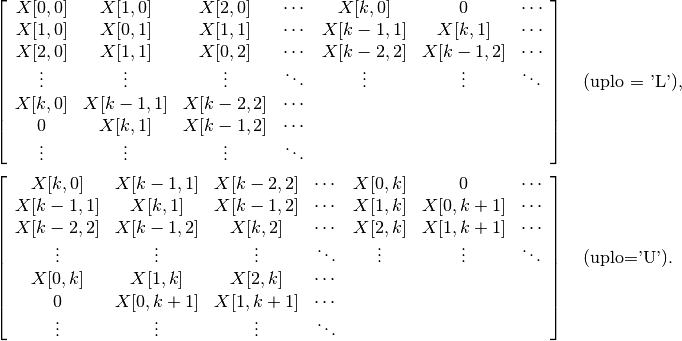 X[0,0] X[1,0] X[2,0] ⋯ X[k,0] 0 ⋯
X[1,0] X[0,1] X[1,1] ⋯ X[k−1,1] X[k,1] ⋯
X[2,0] X[1,1] X[0,2] ⋯ X[k−2,2] X[k−1,2] ⋯
⋮ ⋮ ⋮ ⋱ ⋮ ⋮ ⋱ (uplo = 'L'),
X[k,0] X[k−1,1] X[k−2,2] ⋯
0 X[k,1] X[k−1,2] ⋯
⋮ ⋮ ⋮ ⋱
X[k,0] X[k−1,1] X[k−2,2] ⋯ X[0,k] 0 ⋯
X[k−1,1] X[k,1] X[k−1,2] ⋯ X[1,k] X[0,k+1] ⋯
X[k−2,2] X[k−1,2] X[k,2] ⋯ X[2,k] X[1,k+1] ⋯
⋮ ⋮ ⋮ ⋱ ⋮ ⋮ ⋱ (uplo='U').
X[0,k] X[1,k] X[2,k] ⋯
0 X[0,k+1] X[1,k+1] ⋯
⋮ ⋮ ⋮ ⋱